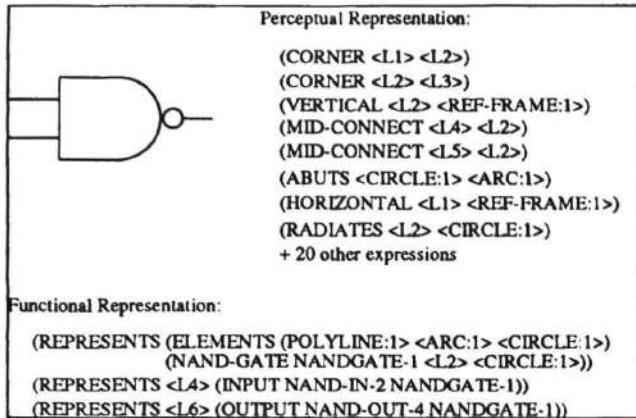 Perceptual Representation:
(CORNER <L1> <L2>)
(CORNER <L2> <L3>)
(VERTICAL <L2> <REF-FRAME:1>)
(MID-CONNECT <L4> <L2>)
(MID-CONNECT <L5> <L2>)
(ABUTS <CIRCLE:1> <ARC:1>)
(HORIZONTAL <L1> <REF-FRAME:1>)
(RADIATES <L2> <CIRCLE:1>)
+ 20 other expressions
Functional Representation:
(REPRESENTS (ELEMENTS (POLYLINE:1> <ARC:1> <CIRCLE:1>)
(NAND-GATE NANDGATE-1 <L2> <CIRCLE:1>))
(REPRESENTS <L4> (INPUT NAND-IN-2 NANDGATE-1))
(REPRESENTS <L6> (OUTPUT NAND-OUT-4 NANDGATE-1))